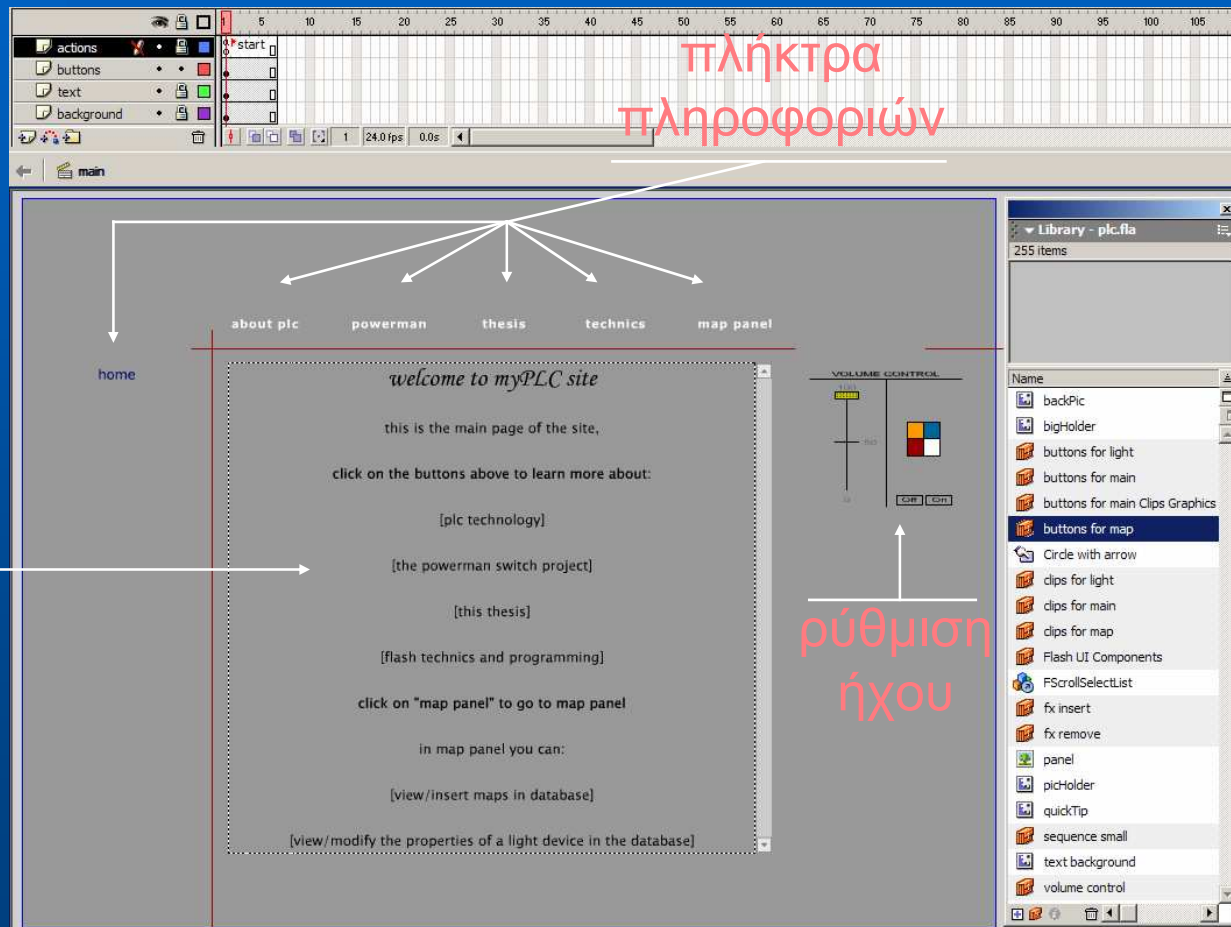 1 5 10 15 20 25 30 35 40 45 50 55 60 65 70 75 80 85 90 95 100 105
actions
start
buttons
text
background
1 24.0 fps 0.0s
πλήκτρα
πληροφοριών
main
Library - plc.fla
255 items
about plc powerman thesis technics map panel
home
welcome to myPLC site
this is the main page of the site,
click on the buttons above to learn more about:
[plc technology]
[the powerman switch project]
[this thesis]
[flash technics and programming]
click on "map panel" to go to map panel
in map panel you can:
[view/insert maps in database]
[view/modify the properties of a light device in the database]
VOLUME CONTROL
100
50
0
Off On
ρύθμιση
ήχου
Name
backPic
bigHolder
buttons for light
buttons for main
buttons for main Clips Graphics
buttons for map
Circle with arrow
clips for light
clips for main
clips for map
Flash UI Components
FScrollSelectList
fx insert
fx remove
panel
picHolder
quickTip
sequence small
text background
volume control